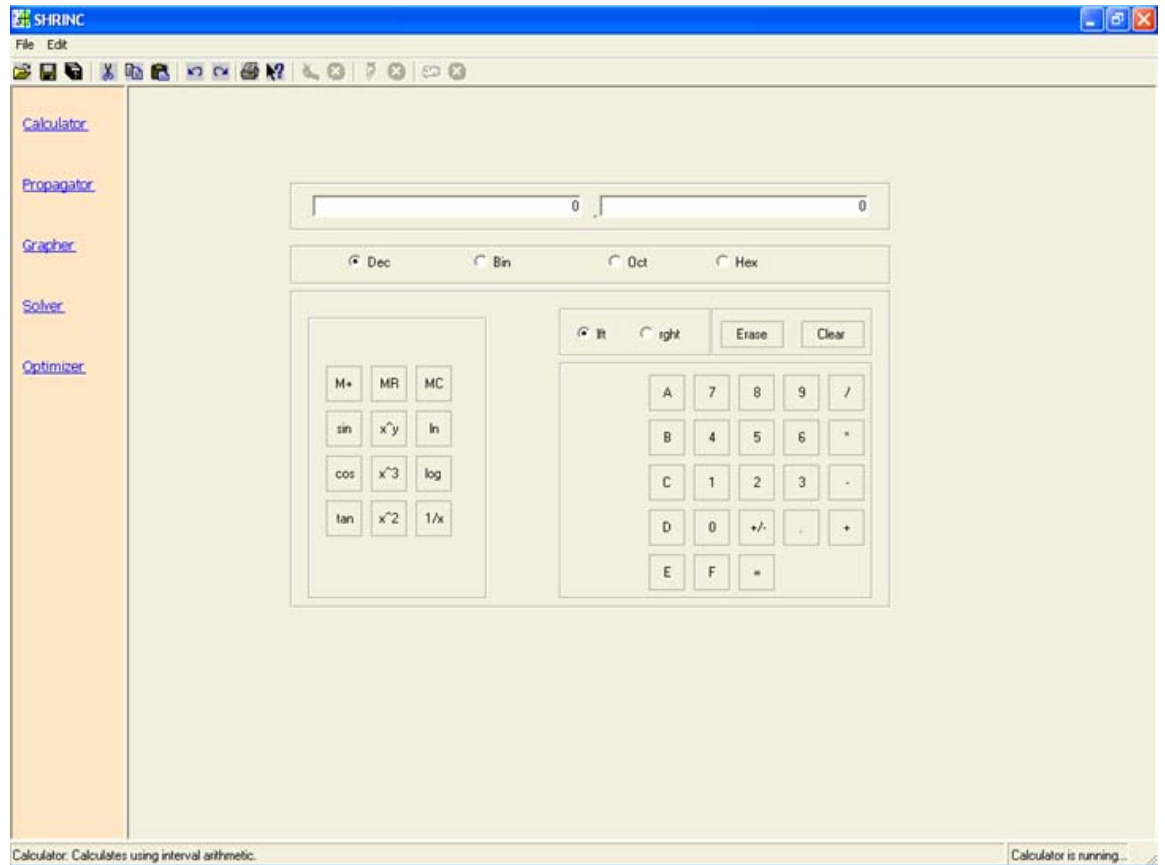 SHRINC
File Edit
Calculator
Propagator
Grapher
Solver
Optimizer
0 , 0
Dec Bin Oct Hex
lft rght Erase Clear
M+ MR MC
sin x^y ln
cos x^3 log
tan x^2 1/x
A 7 8 9 /
B 4 5 6 *
C 1 2 3 -
D 0 +/- . +
E F =
Calculator: Calculates using interval arithmetic.
Calculator is running...